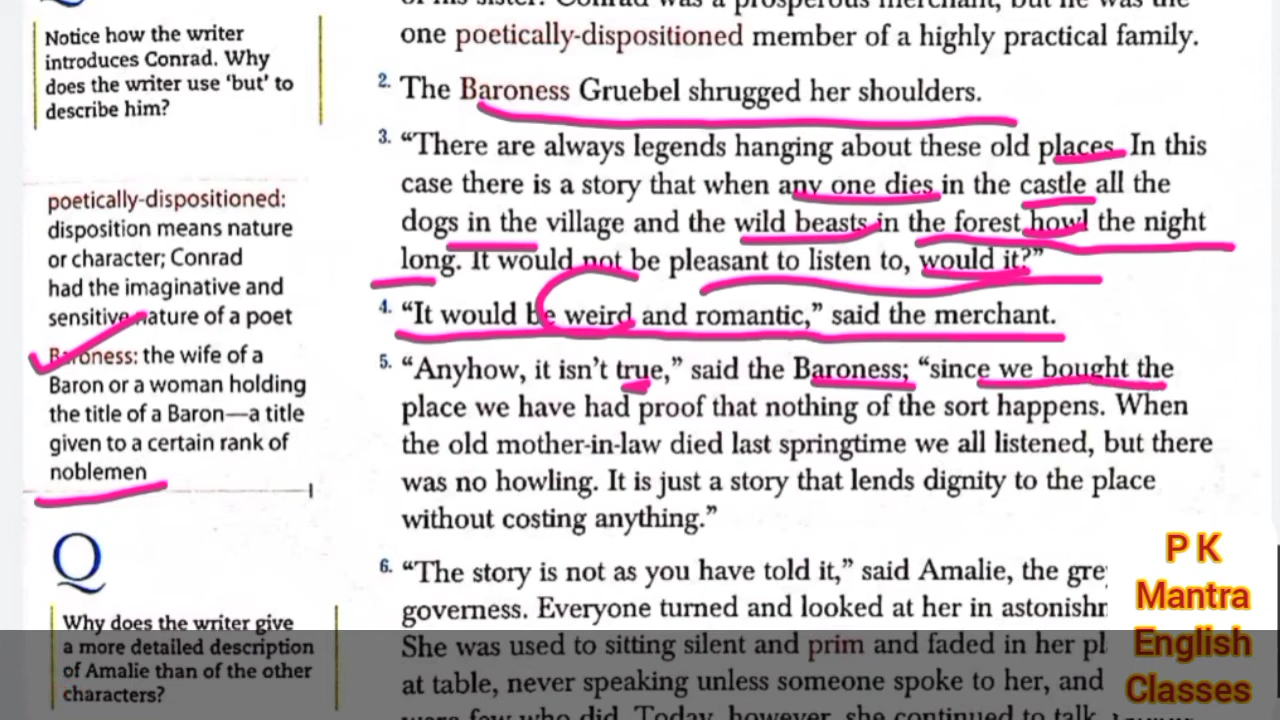 Notice how the writer
introduces Conrad. Why
does the writer use ‘but’ to
describe him?
poetically-dispositioned:
disposition means nature
or character; Conrad
had the imaginative and
sensitive nature of a poet
Baroness: the wife of a
Baron or a woman holding
the title of a Baron—a title
given to a certain rank of
noblemen
Q
Why does the writer give
a more detailed description
of Amalie than of the other
characters?
of his sister. Conrad was a prosperous merchant, but he was the
one poetically-dispositioned member of a highly practical family.
2. The Baroness Gruebel shrugged her shoulders.
3. “There are always legends hanging about these old places. In this
case there is a story that when any one dies in the castle all the
dogs in the village and the wild beasts in the forest howl the night
long. It would not be pleasant to listen to, would it?”
4. “It would be weird and romantic,” said the merchant.
5. “Anyhow, it isn’t true,” said the Baroness; “since we bought the
place we have had proof that nothing of the sort happens. When
the old mother-in-law died last springtime we all listened, but there
was no howling. It is just a story that lends dignity to the place
without costing anything.”
6. “The story is not as you have told it,” said Amalie, the
governess. Everyone turned and looked at her in
She was used to sitting silent and prim and faded in her
at table, never speaking unless someone spoke to her, and
were few who did. Today, however, she continued to talk
P K
Mantra
English
Classes